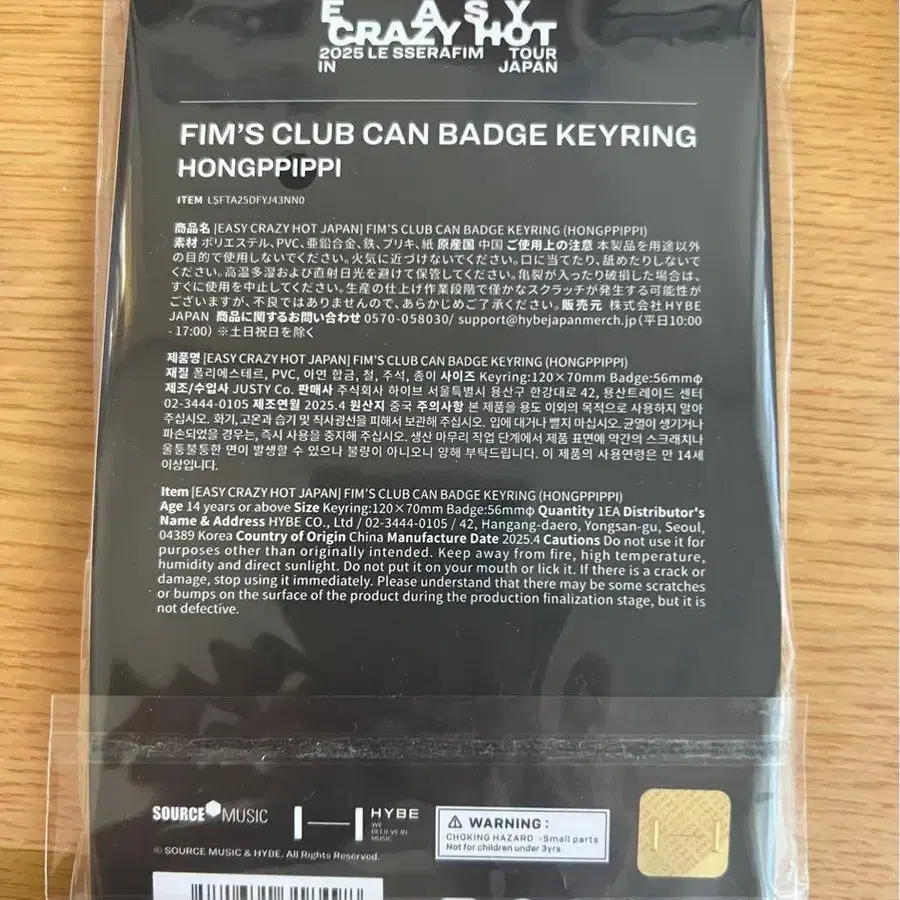 E A S Y
CRAZY HOT
2025 LE SSERAFIM TOUR
IN JAPAN
FIM'S CLUB CAN BADGE KEYRING
HONGPPIPPI
ITEM LSFTA25DFYJ43NN0
商品名 [EASY CRAZY HOT JAPAN] FIM'S CLUB CAN BADGE KEYRING (HONGPPIPPI)
素材 ポリエステル、PVC、亜鉛合金、鉄、ブリキ、紙 原産国 中国 ご使用上の注意 本製品を用途以外
の目的で使用しないでください。火気に近づけないでください。口に当てたり、舐めたりしないで
ください。高温多湿および直射日光を避けて保管してください。亀裂が入ったり破損した場合は、
すぐに使用を中止してください。生産の仕上げ作業段階で僅かなスクラッチが発生する可能性が
ございますが、不良ではありませんので、あらかじめご了承ください。販売元 株式会社HYBE
JAPAN 商品に関するお問い合わせ 0570-058030/ support@hybejapanmerch.jp (平日10:00
-17:00) ※土日祝日を除く
제품명 [EASY CRAZY HOT JAPAN] FIM'S CLUB CAN BADGE KEYRING (HONGPPIPPI)
재질 폴리에스테르, PVC, 아연 합금, 철, 주석, 종이 사이즈 Keyring:120×70mm Badge:56mmφ
제조/수입사 JUSTY Co. 판매사 주식회사 하이브 서울특별시 용산구 한강대로 42, 용산트레이드 센터
02-3444-0105 제조연월 2025.4 원산지 중국 주의사항 본 제품을 용도 이외의 목적으로 사용하지 말아
주십시오. 화기, 고온과 습기 및 직사광선을 피해서 보관해 주십시오. 입에 대거나 빨지 마십시오. 균열이 생기거나
파손되었을 경우는, 즉시 사용을 중지해 주십시오. 생산 마무리 작업 단계에서 제품 표면에 약간의 스크래치나
울퉁불퉁한 면이 발생할 수 있으나 불량이 아니오니 양해 부탁드립니다. 이 제품의 사용연령은 만 14세
이상입니다.
Item [EASY CRAZY HOT JAPAN] FIM'S CLUB CAN BADGE KEYRING (HONGPPIPPI)
Age 14 years or above Size Keyring:120×70mm Badge:56mmφ Quantity 1EA Distributor's
Name & Address HYBE CO., Ltd / 02-3444-0105 / 42, Hangang-daero, Yongsan-gu, Seoul,
04389 Korea Country of Origin China Manufacture Date 2025.4 Cautions Do not use it for
purposes other than originally intended. Keep away from fire, high temperature,
humidity and direct sunlight. Do not put it on your mouth or lick it. If there is a crack or
damage, stop using it immediately. Please understand that there may be some scratches
or bumps on the surface of the product during the production finalization stage, but it is
not defective.
SOURCE MUSIC
HYBE
WE
BELIEVE IN
MUSIC
© SOURCE MUSIC & HYBE. All Rights Reserved.
⚠ WARNING :
CHOKING HAZARD -Small parts
Not for children under 3yrs.